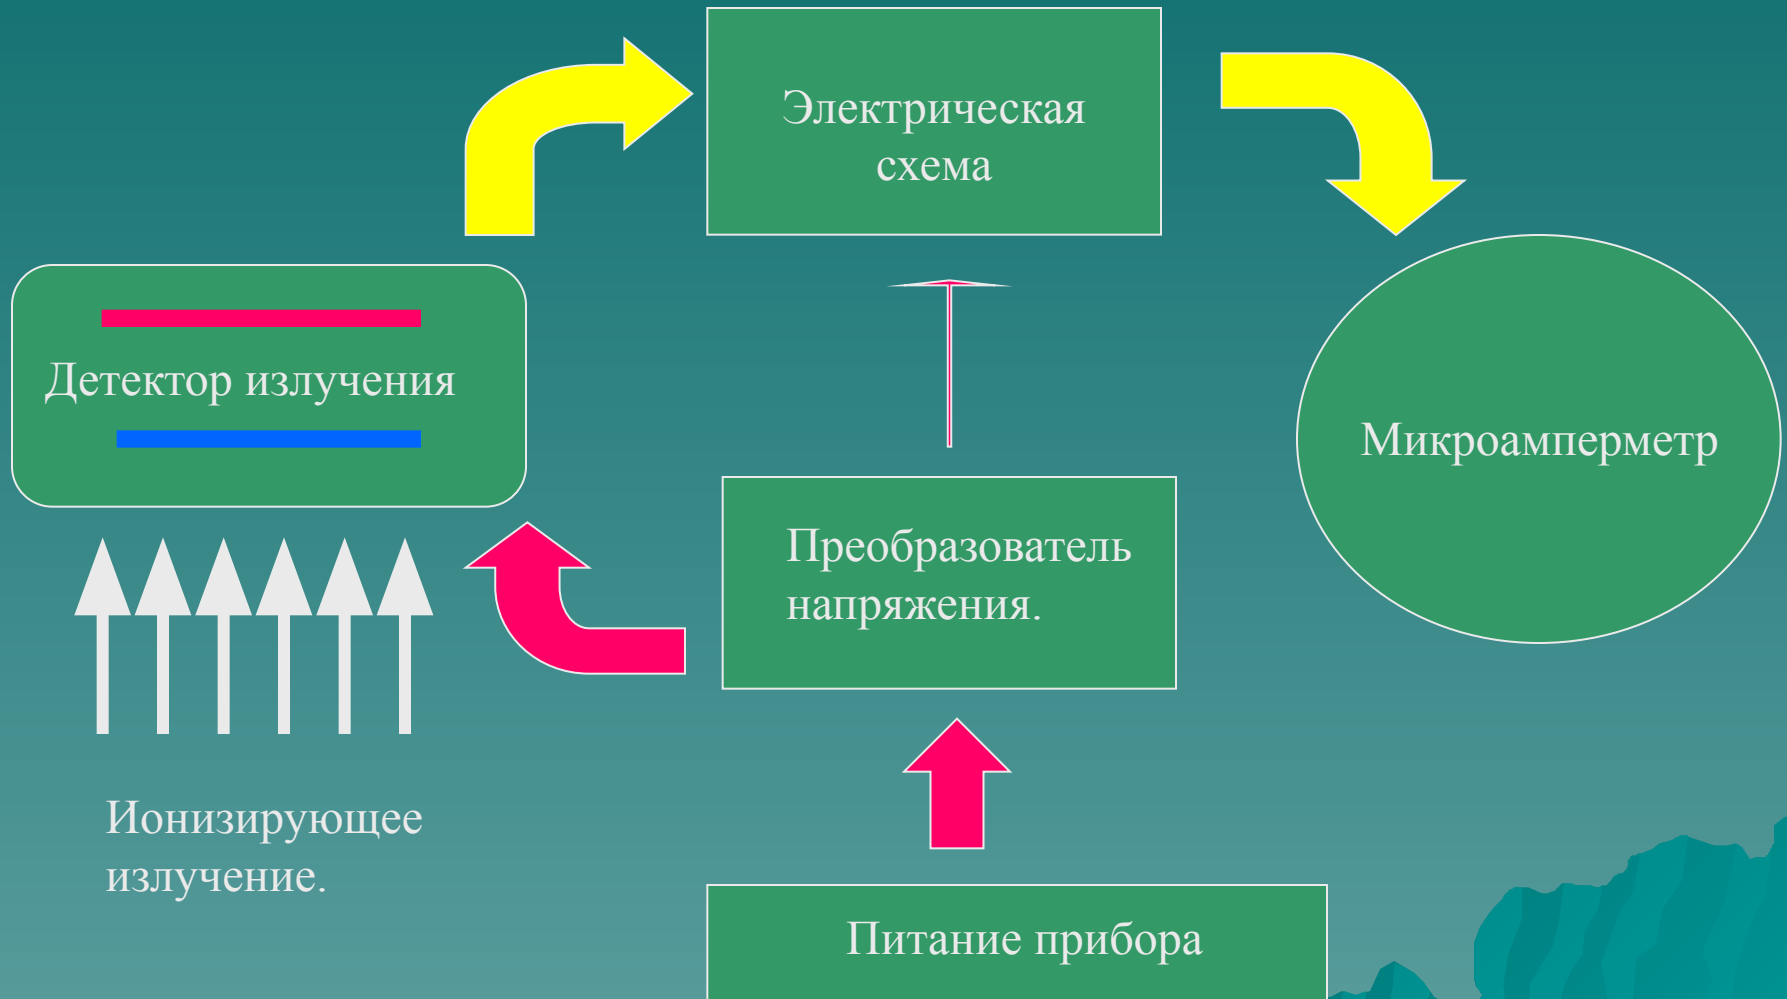 Электрическая
схема
Детектор излучения
Микроамперметр
Преобразователь
напряжения.
Ионизирующее
излучение.
Питание прибора